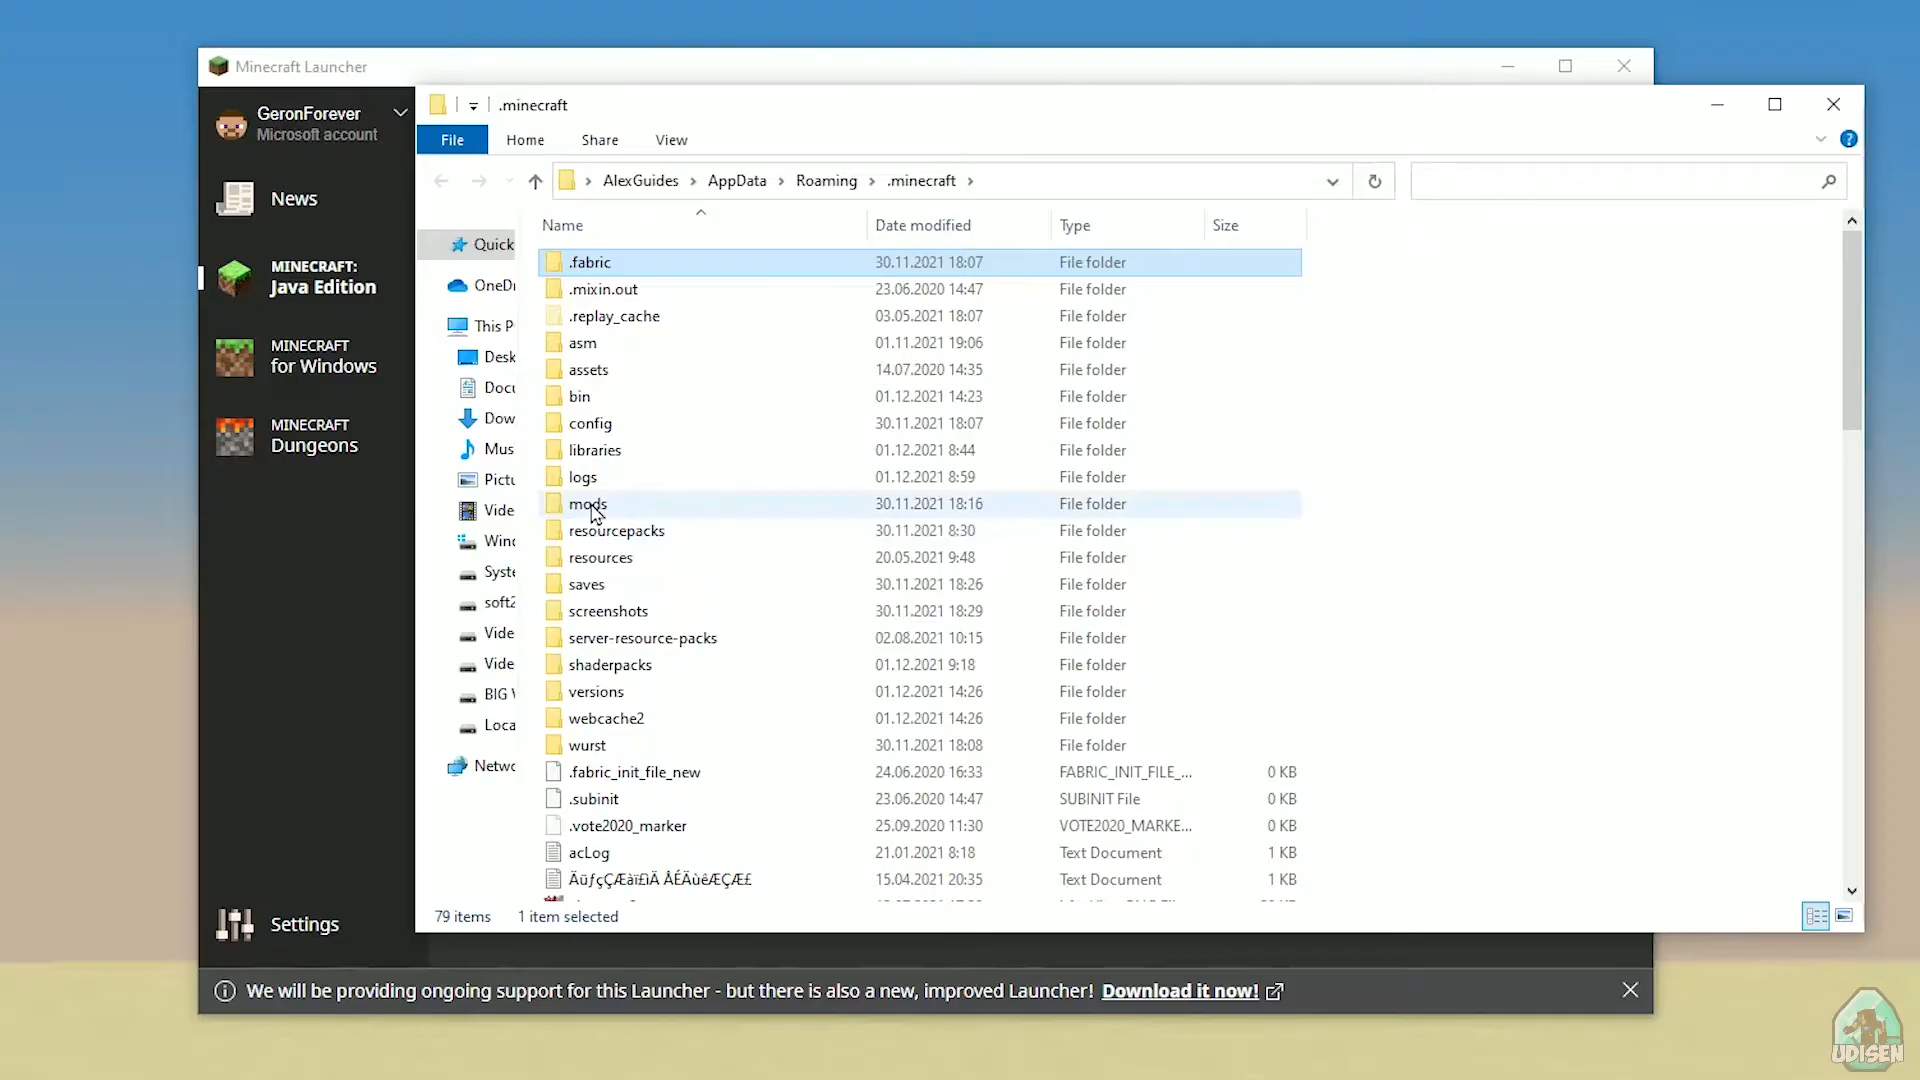 Minecraft Launcher
GeronForever
Microsoft account
News
MINECRAFT:
Java Edition
MINECRAFT
for Windows
MINECRAFT
Dungeons
Settings
.minecraft
File Home Share View
AlexGuides > AppData > Roaming > .minecraft >
Quick
OneD
This P
Desk
Docu
Dow
Mus
Pictu
Vide
Wind
Syste
soft2
Vide
Vide
BIG
Loca
Netwo
Name Date modified Type Size
.fabric 30.11.2021 18:07 File folder
.mixin.out 23.06.2020 14:47 File folder
.replay_cache 03.05.2021 18:07 File folder
asm 01.11.2021 19:06 File folder
assets 14.07.2020 14:35 File folder
bin 01.12.2021 14:23 File folder
config 30.11.2021 18:07 File folder
libraries 01.12.2021 8:44 File folder
logs 01.12.2021 8:59 File folder
mods 30.11.2021 18:16 File folder
resourcepacks 30.11.2021 8:30 File folder
resources 20.05.2021 9:48 File folder
saves 30.11.2021 18:26 File folder
screenshots 30.11.2021 18:29 File folder
server-resource-packs 02.08.2021 10:15 File folder
shaderpacks 01.12.2021 9:18 File folder
versions 01.12.2021 14:26 File folder
webcache2 01.12.2021 14:26 File folder
wurst 30.11.2021 18:08 File folder
.fabric_init_file_new 24.06.2020 16:33 FABRIC_INIT_FILE_... 0 KB
.subinit 23.06.2020 14:47 SUBINIT File 0 KB
.vote2020_marker 25.09.2020 11:30 VOTE2020_MARKE... 0 KB
acLog 21.01.2021 8:18 Text Document 1 KB
15.04.2021 20:35 Text Document 1 KB
79 items 1 item selected
We will be providing ongoing support for this Launcher - but there is also a new, improved Launcher! Download it now!
UDISEN